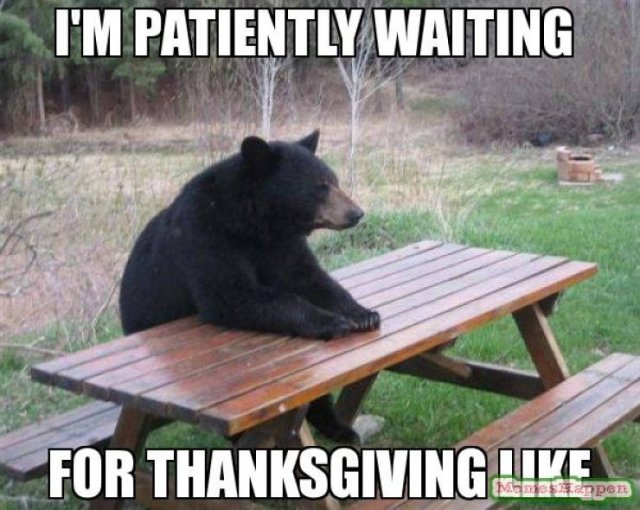 I'M PATIENTLY WAITING
FOR THANKSGIVING LIKE
MemesHappen